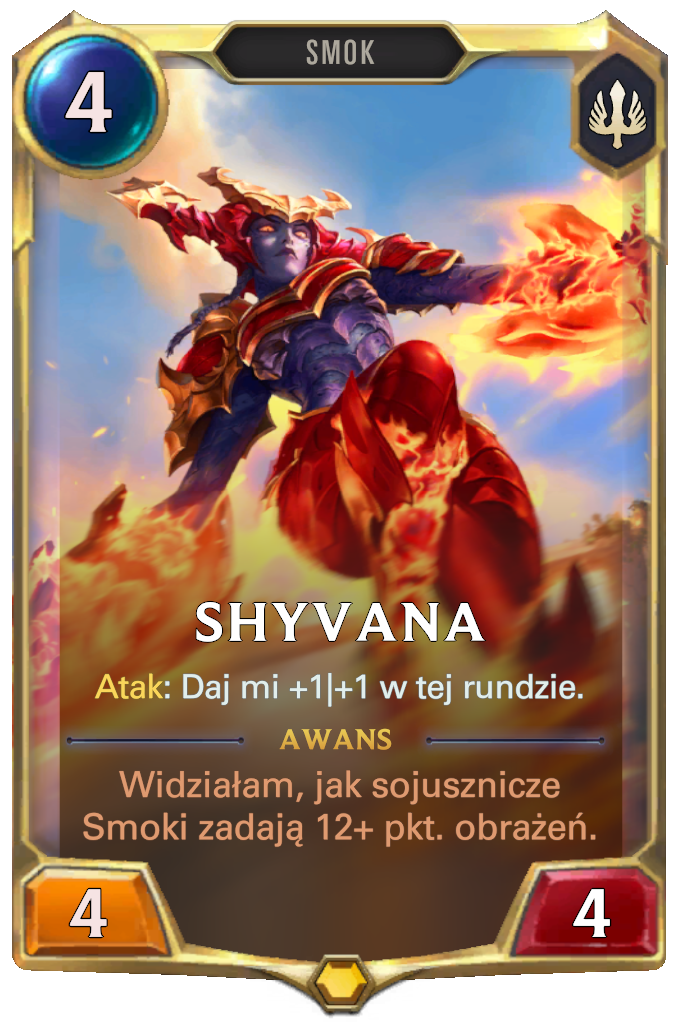 SMOK
4
SHYVANA
Atak: Daj mi +1|+1 w tej rundzie.
AWANS
Widziałam, jak sojusznicze
Smoki zadają 12+ pkt. obrażeń.
4
4